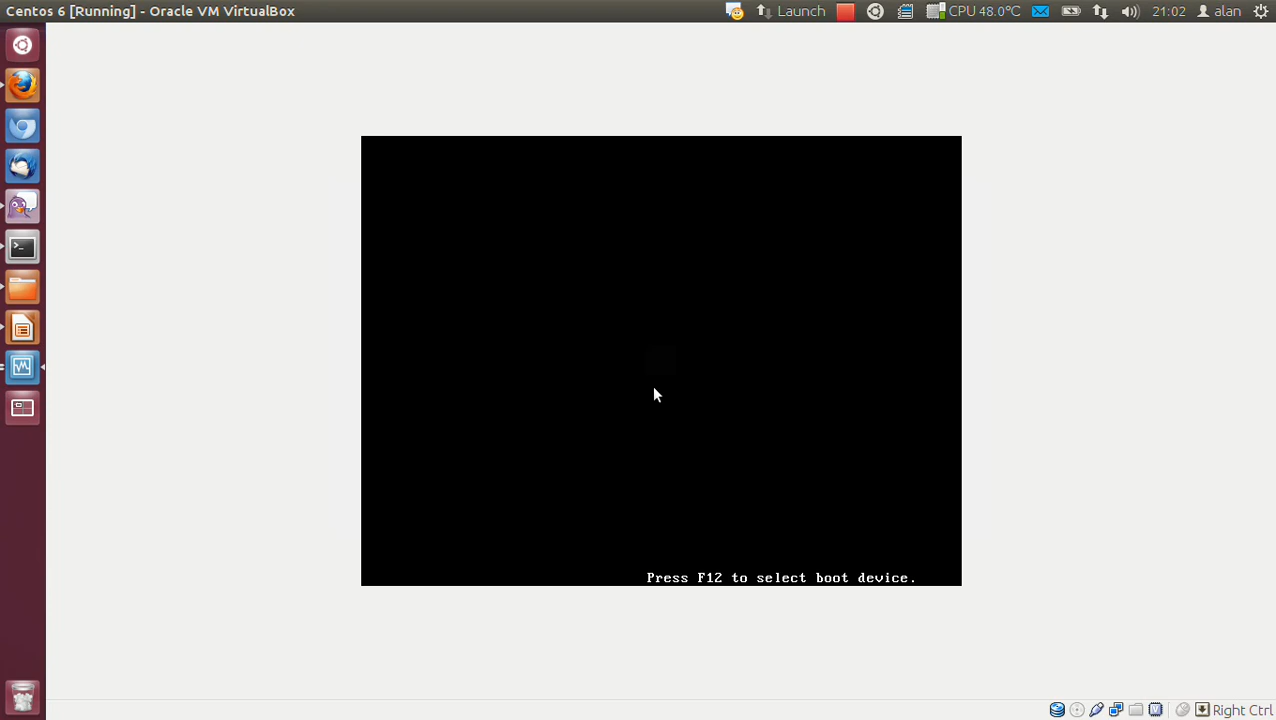 Centos 6 [Running] - Oracle VM VirtualBox
Launch
CPU 48.0°C
21:02
alan
Press F12 to select boot device.
Right Ctrl